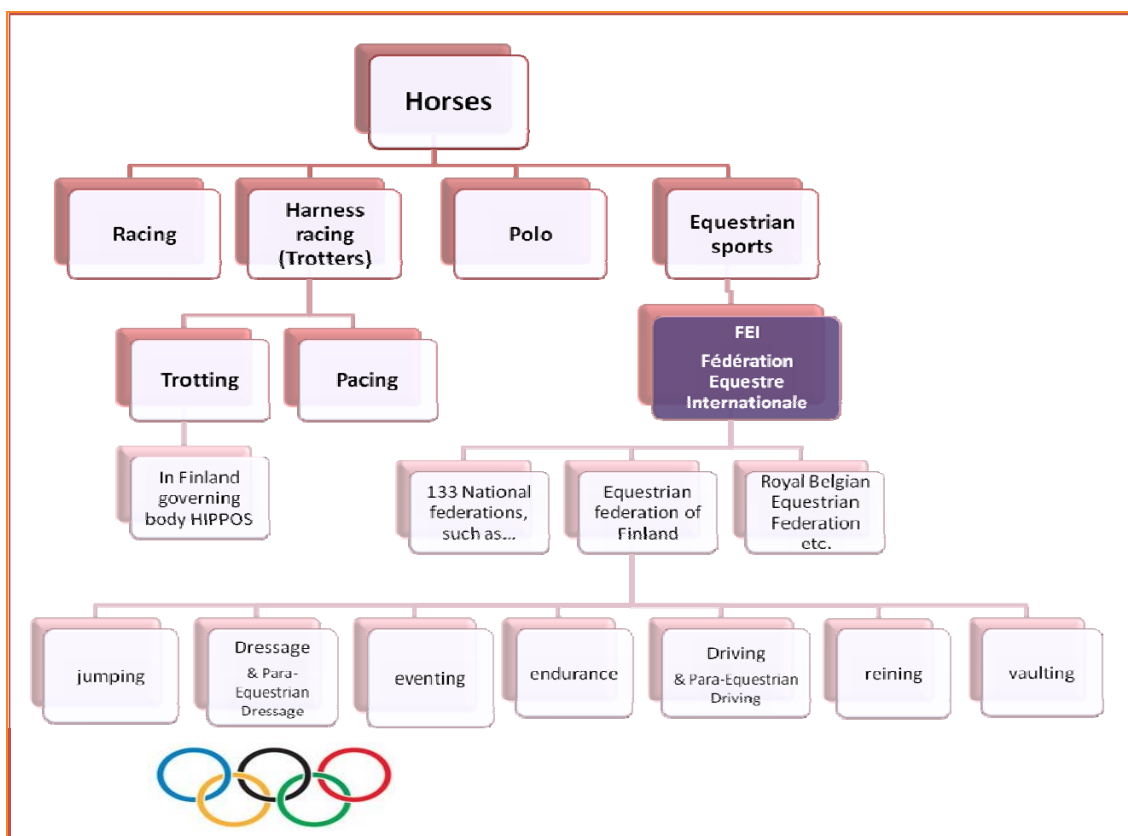 Horses
Racing
Harness
racing
(Trotters)
Polo
Equestrian
sports
FEI
Fédération
Equestre
Internationale
Trotting
Pacing
In Finland
governing
body HIPPOS
133 National
federations,
such as...
Equestrian
federation of
Finland
Royal Belgian
Equestrian
Federation
etc.
jumping
Dressage
& Para-
Equestrian
Dressage
eventing
endurance
Driving
& Para-Equestrian
Driving
reining
vaulting